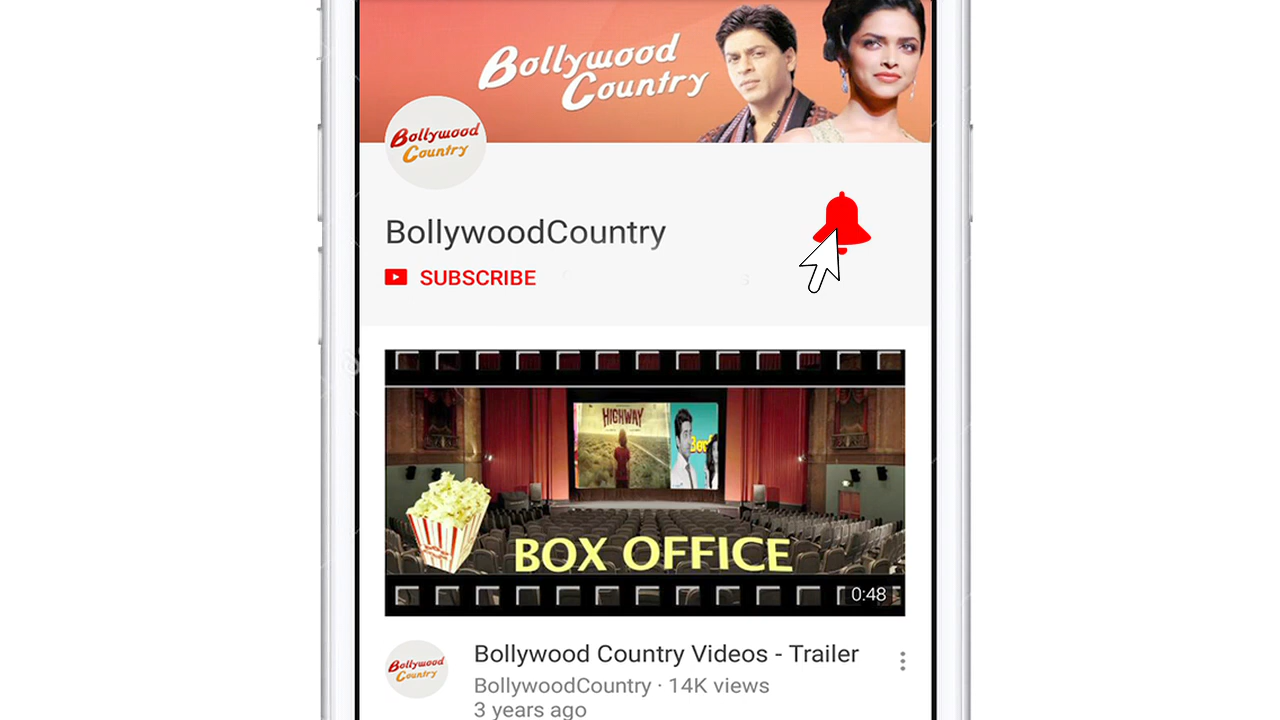 Bollywood
Country
Bollywood
Country
BollywoodCountry
SUBSCRIBE
HIGHWAY
BOX OFFICE
0:48
Bollywood
Country
Bollywood Country Videos - Trailer
BollywoodCountry · 14K views
3 years ago